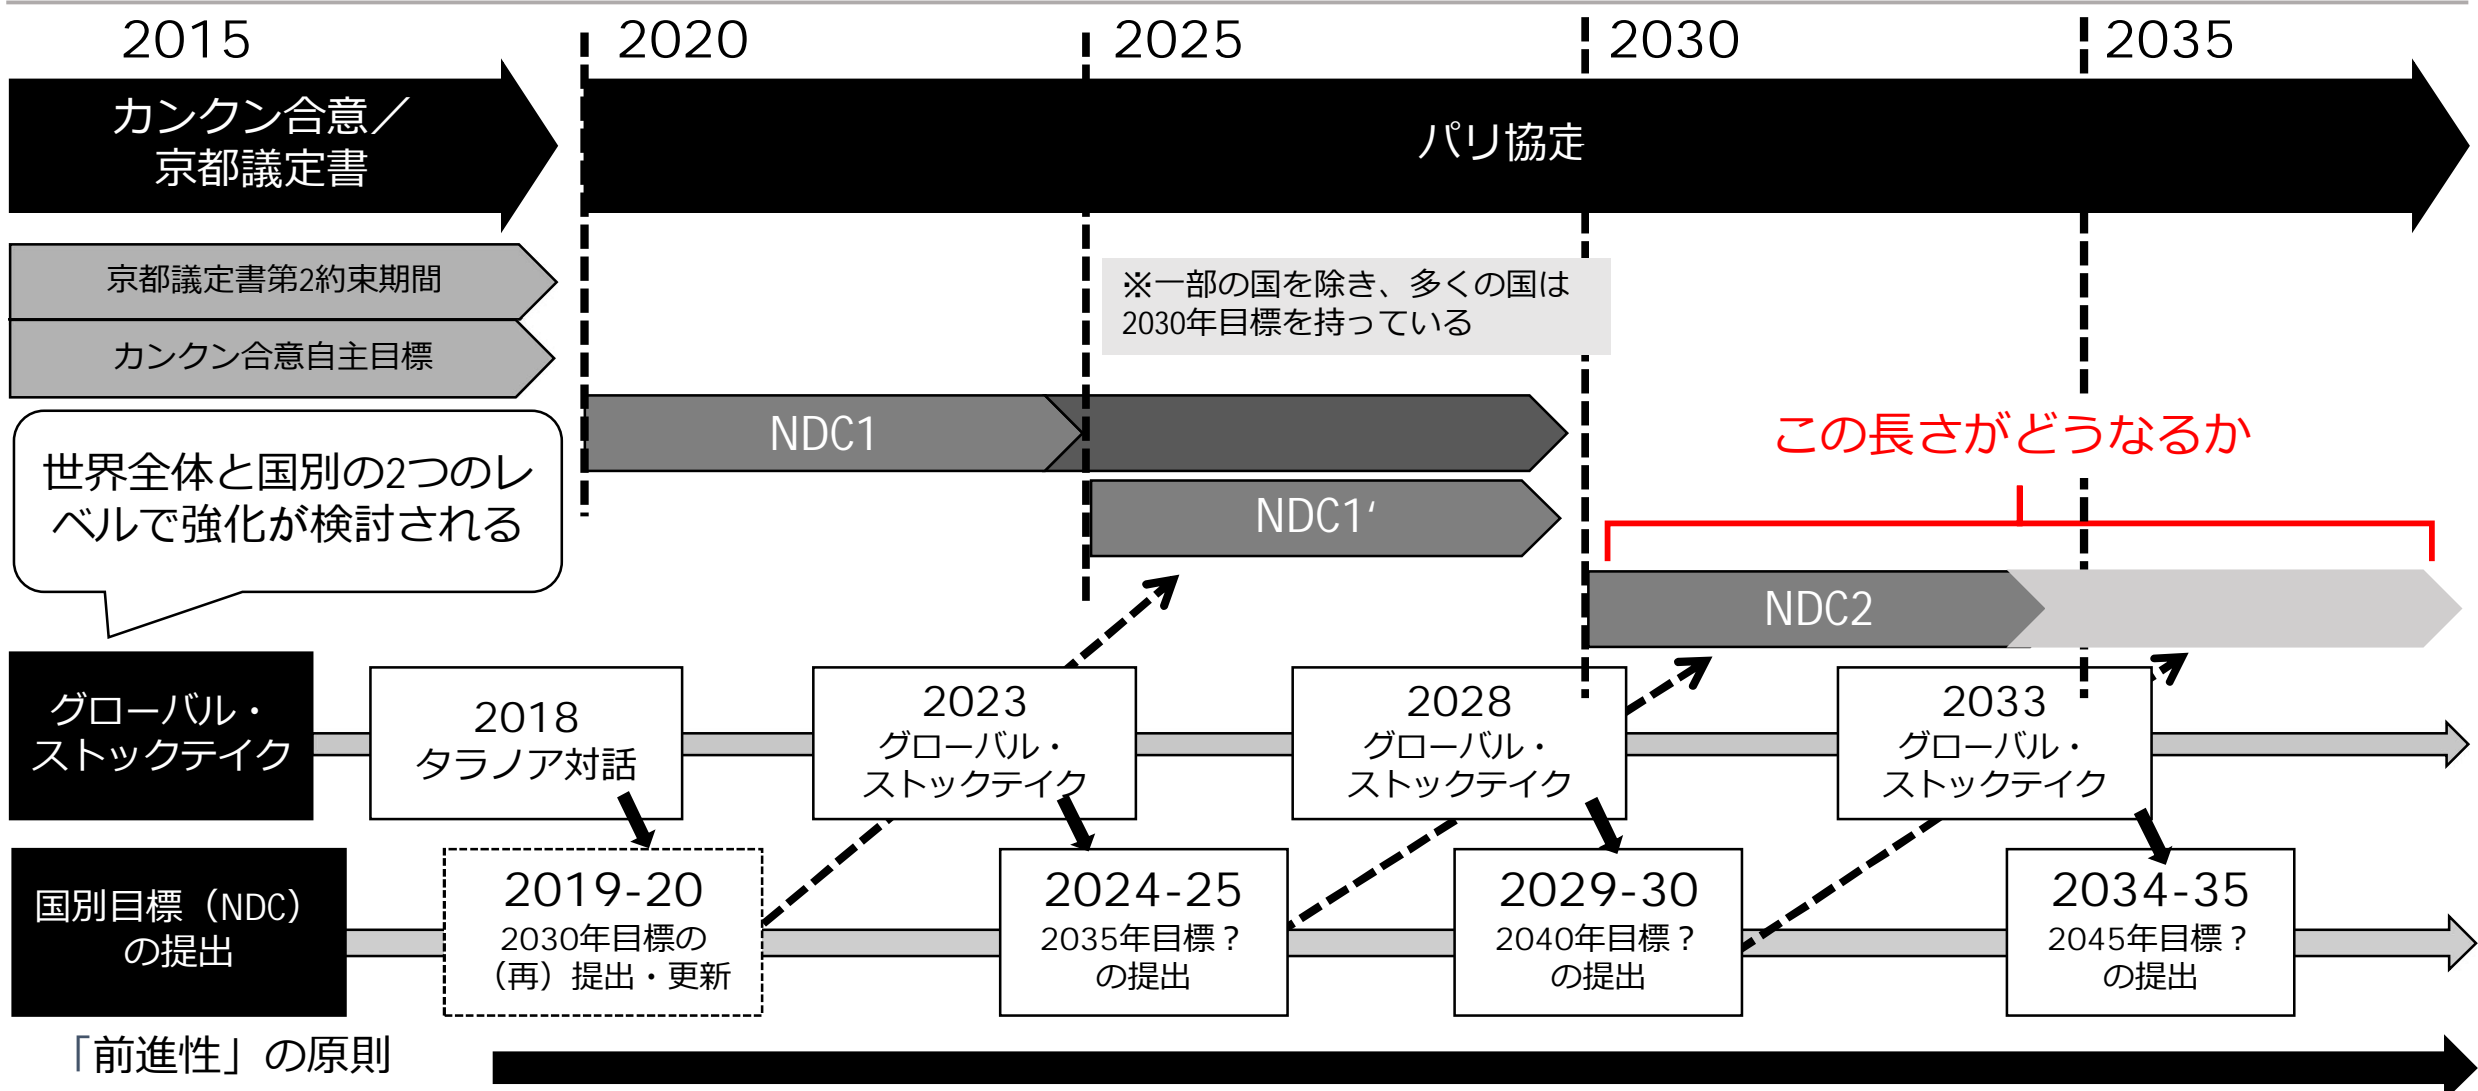 2015
2020
2025
2030
2035
カンクン合意／
京都議定書
パリ協定
京都議定書第2約束期間
カンクン合意自主目標
※一部の国を除き、多くの国は
2030年目標を持っている
NDC1
NDC1‘
この長さがどうなるか
NDC2
世界全体と国別の2つのレ
ベルで強化が検討される
グローバル・
ストックテイク
2018
タラノア対話
2023
グローバル・
ストックテイク
2028
グローバル・
ストックテイク
2033
グローバル・
ストックテイク
国別目標（NDC）
の提出
2019-20
2030年目標の
（再）提出・更新
2024-25
2035年目標？
の提出
2029-30
2040年目標？
の提出
2034-35
2045年目標？
の提出
「前進性」の原則